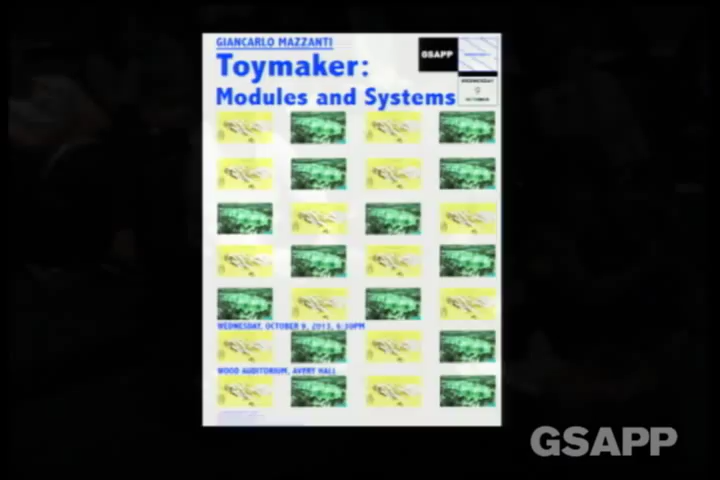 GIANCARLO MAZZANTI
Toymaker:
Modules and Systems
GSAPP
WEDNESDAY
9
OCTOBER
WEDNESDAY, OCTOBER 9, 2013, 6:30PM
WOOD AUDITORIUM, AVERY HALL
GSAPP